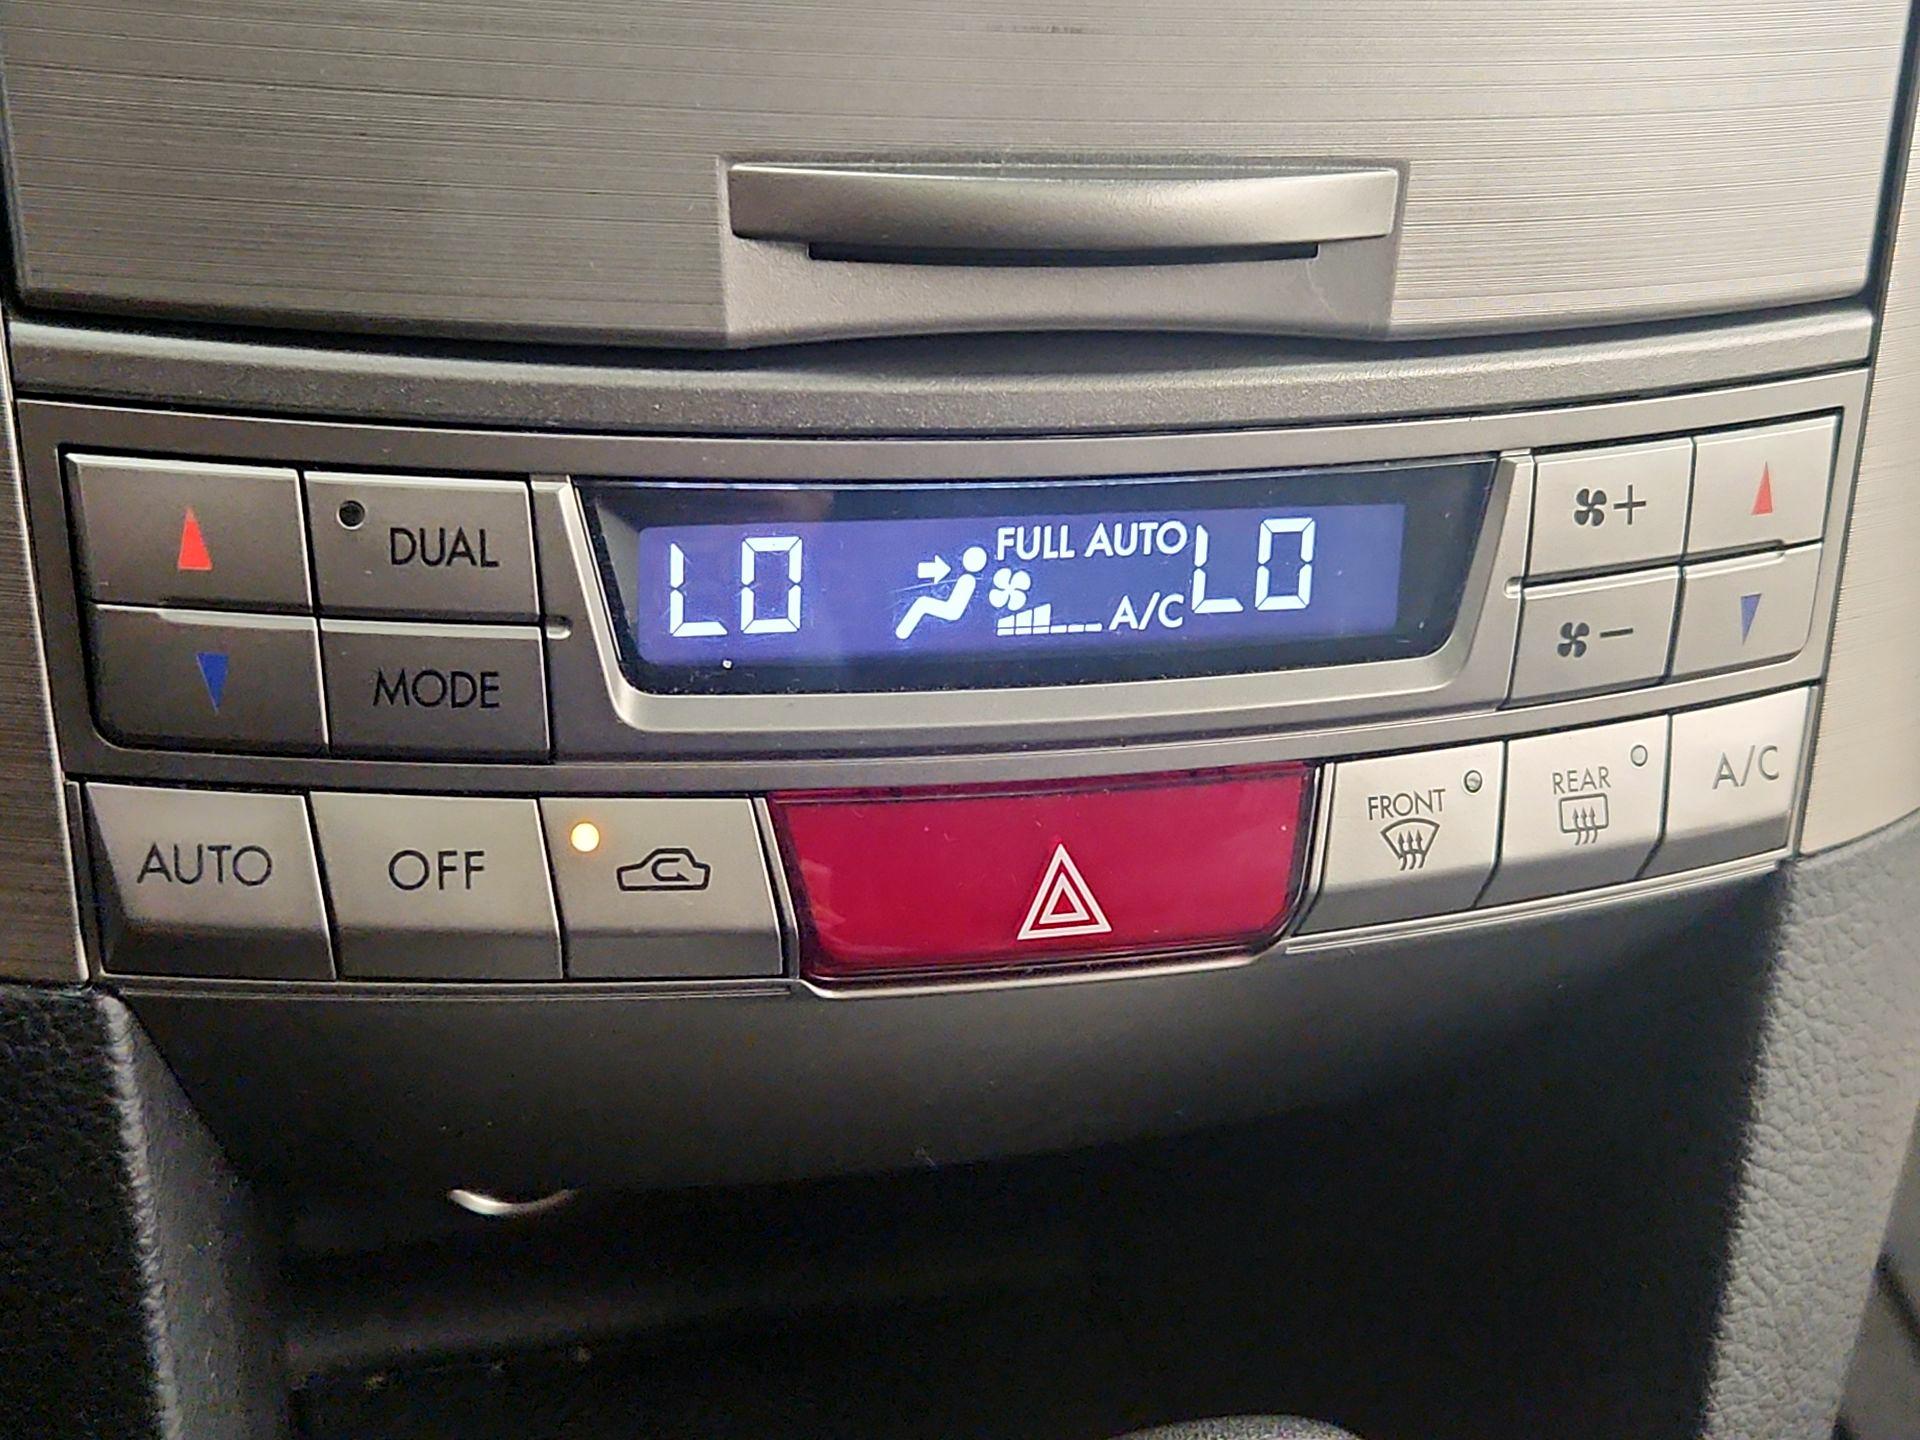 DUAL
MODE
LO
FULL AUTO
A/C
LO
+
-
AUTO
OFF
FRONT
REAR
A/C